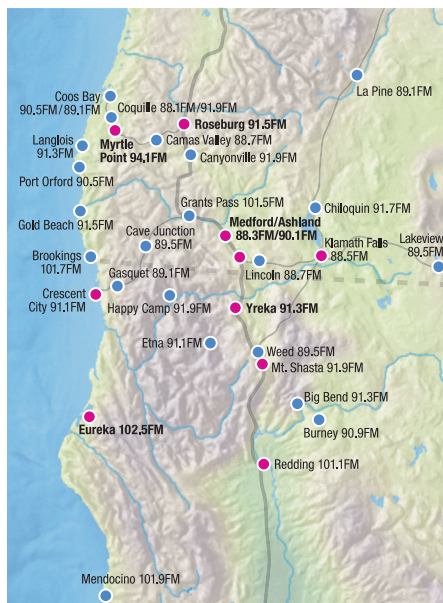 La Pine 89.1FM
Coos Bay
90.5FM/ 89.1FM
Coquille 88.1FM/91.9FM
Roseburg 91.5FM
Langlois
91.3FM
Myrtle
Point 94.1FM
Camas Valley 88.7FM
Canyonville 91.9FM
Port Orford 90.5FM
Grants Pass 101.5FM
Chiloquin 91.7FM
Gold Beach 91.5FM
Medford/Ashland
88.3FM/90.1FM
Cave Junction
89.5FM
Klamath Falls
88.5FM
Lakeview
89.5FM
Brookings
101.7FM
Lincoln 88.7FM
Gasquet 89.1FM
Crescent
City 91.1FM
Happy Camp 91.9FM
Yreka 91.3FM
Etna 91.1FM
Weed 89.5FM
Mt. Shasta 91.9FM
Big Bend 91.3FM
Burney 90.9FM
Eureka 102,5FM
Redding 101.1FM
Mendocino 101.9FM